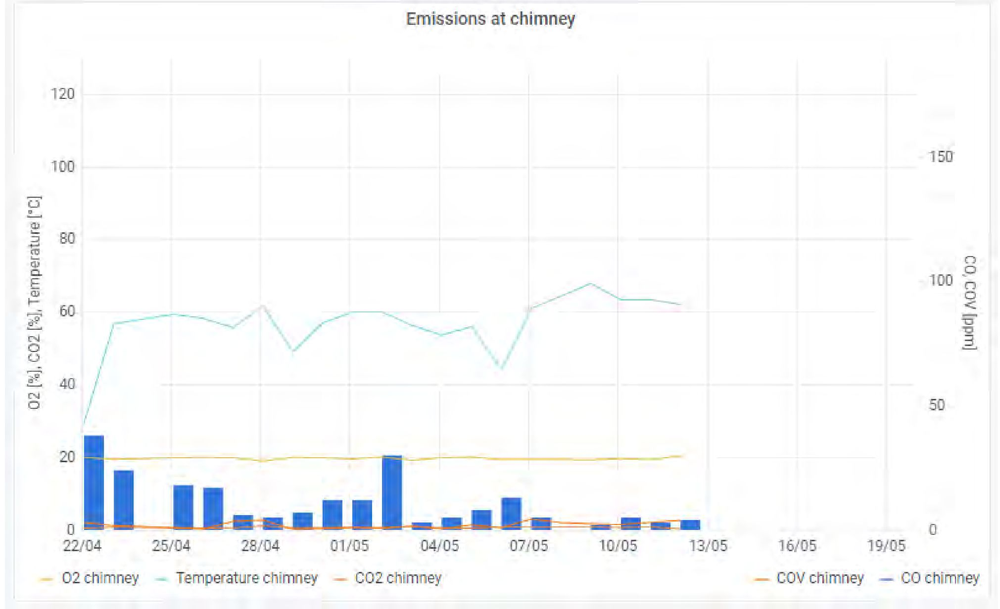 Emissions at chimney
120
100
80
60
40
20
0
O2 [%], CO2 [%], Temperature [°C]
150
100
50
0
CO, COV [ppm]
22/04 25/04 28/04 01/05 04/05 07/05 10/05 13/05 16/05 19/05
O2 chimney Temperature chimney CO2 chimney COV chimney CO chimney